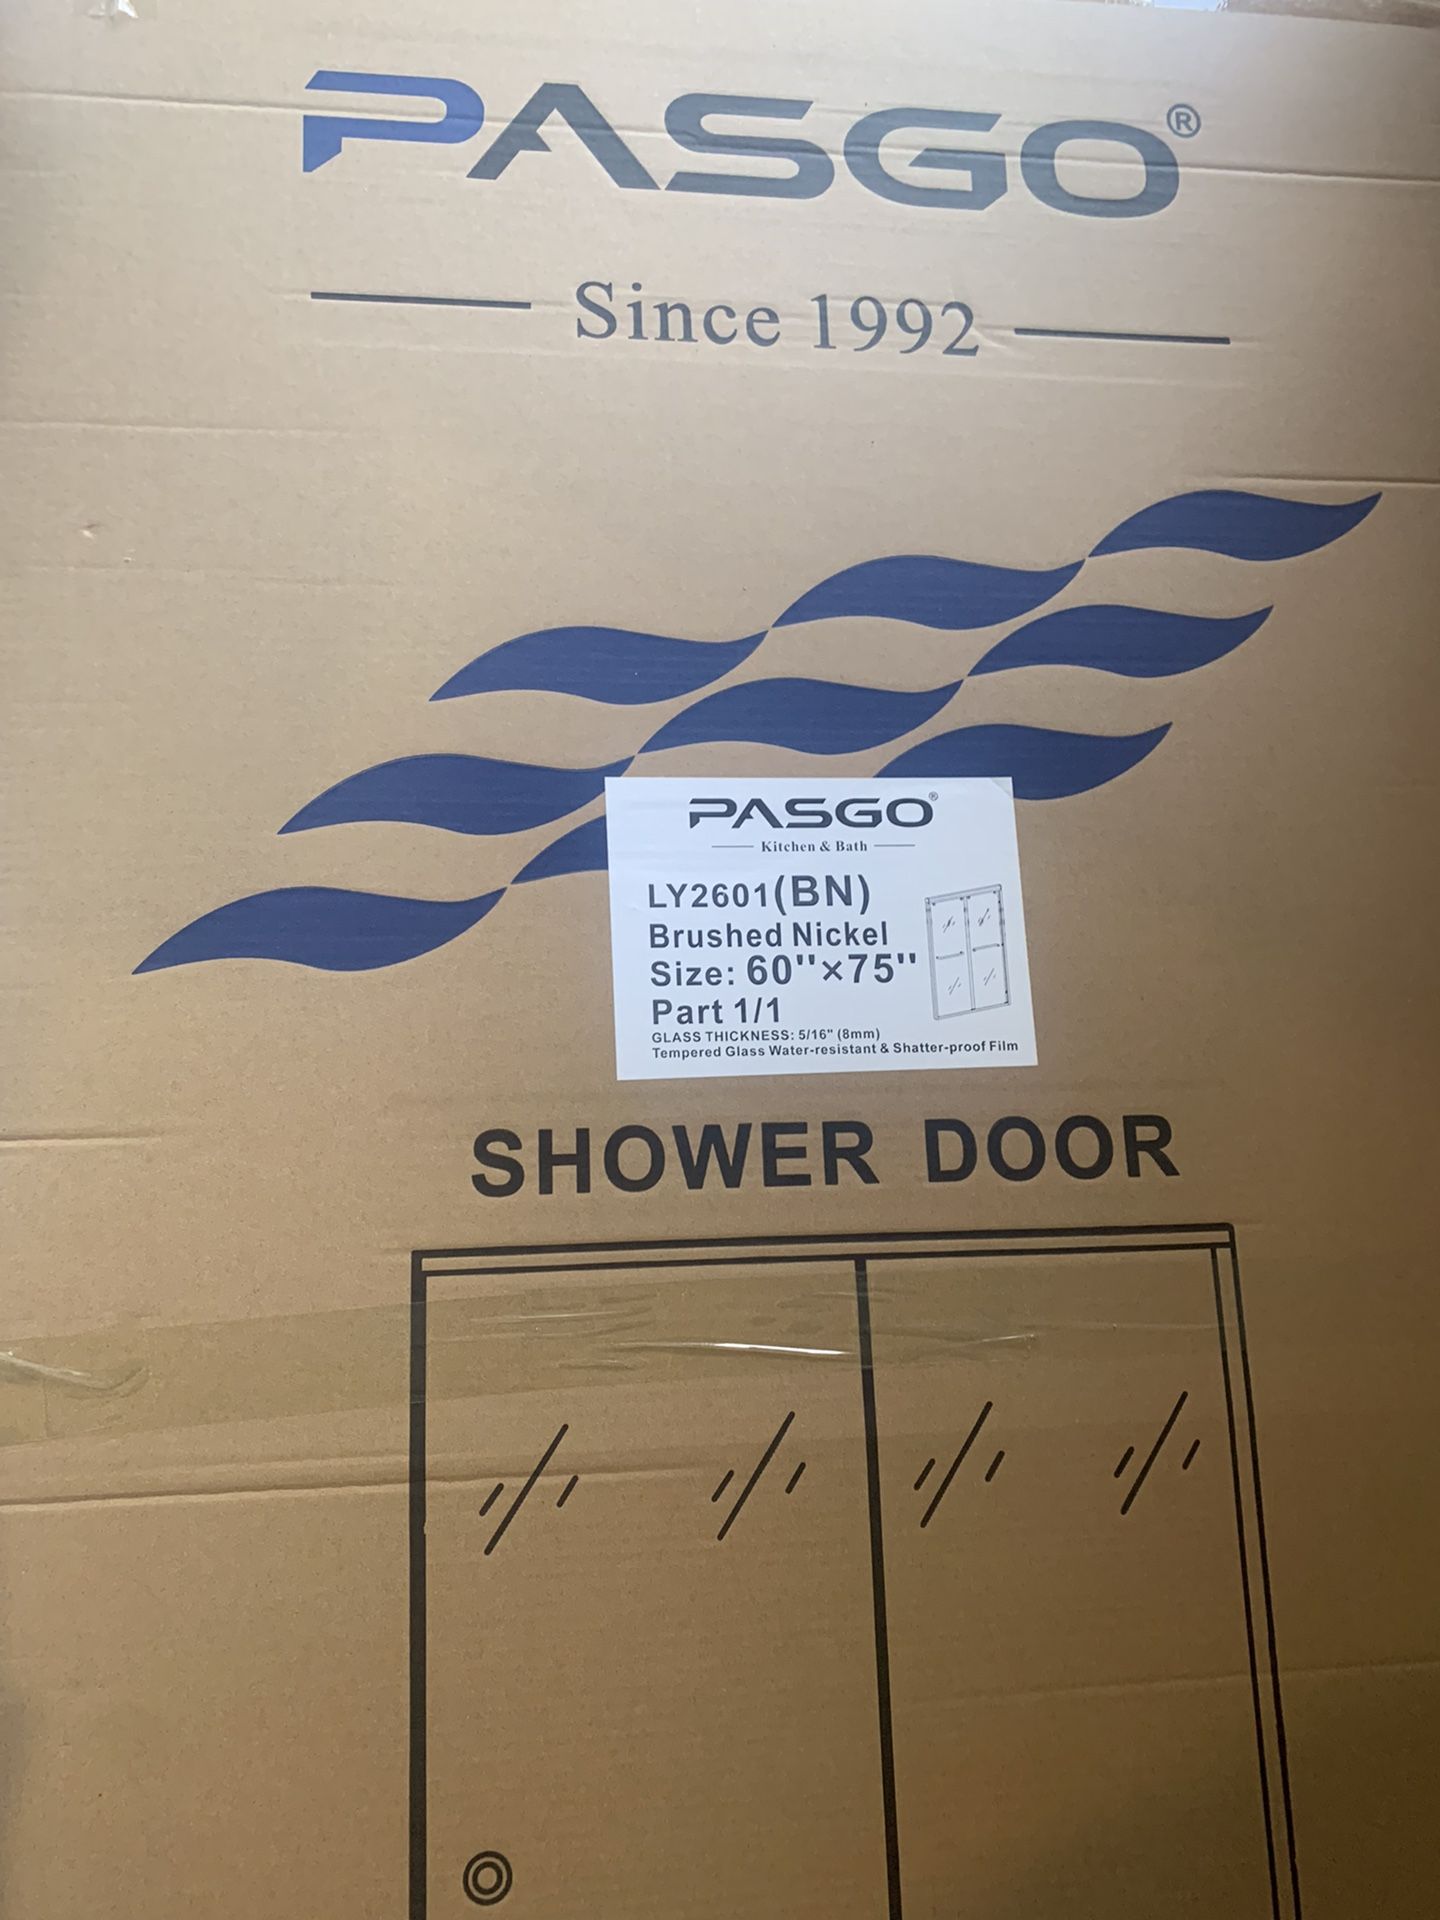 PASGO®
Since 1992
PASGO®
Kitchen & Bath
LY2601(BN)
Brushed Nickel
Size: 60"×75"
Part 1/1
GLASS THICKNESS: 5/16" (8mm)
Tempered Glass Water-resistant & Shatter-proof Film
SHOWER DOOR